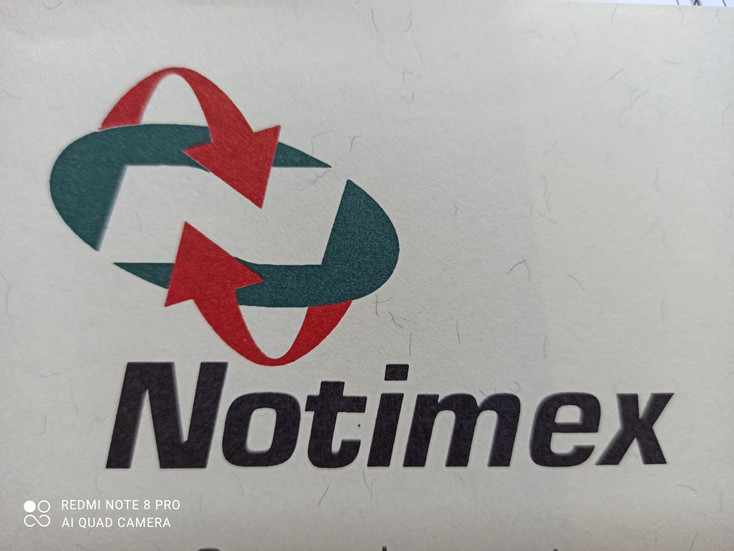 Notimex
REDMI NOTE 8 PRO
AI QUAD CAMERA